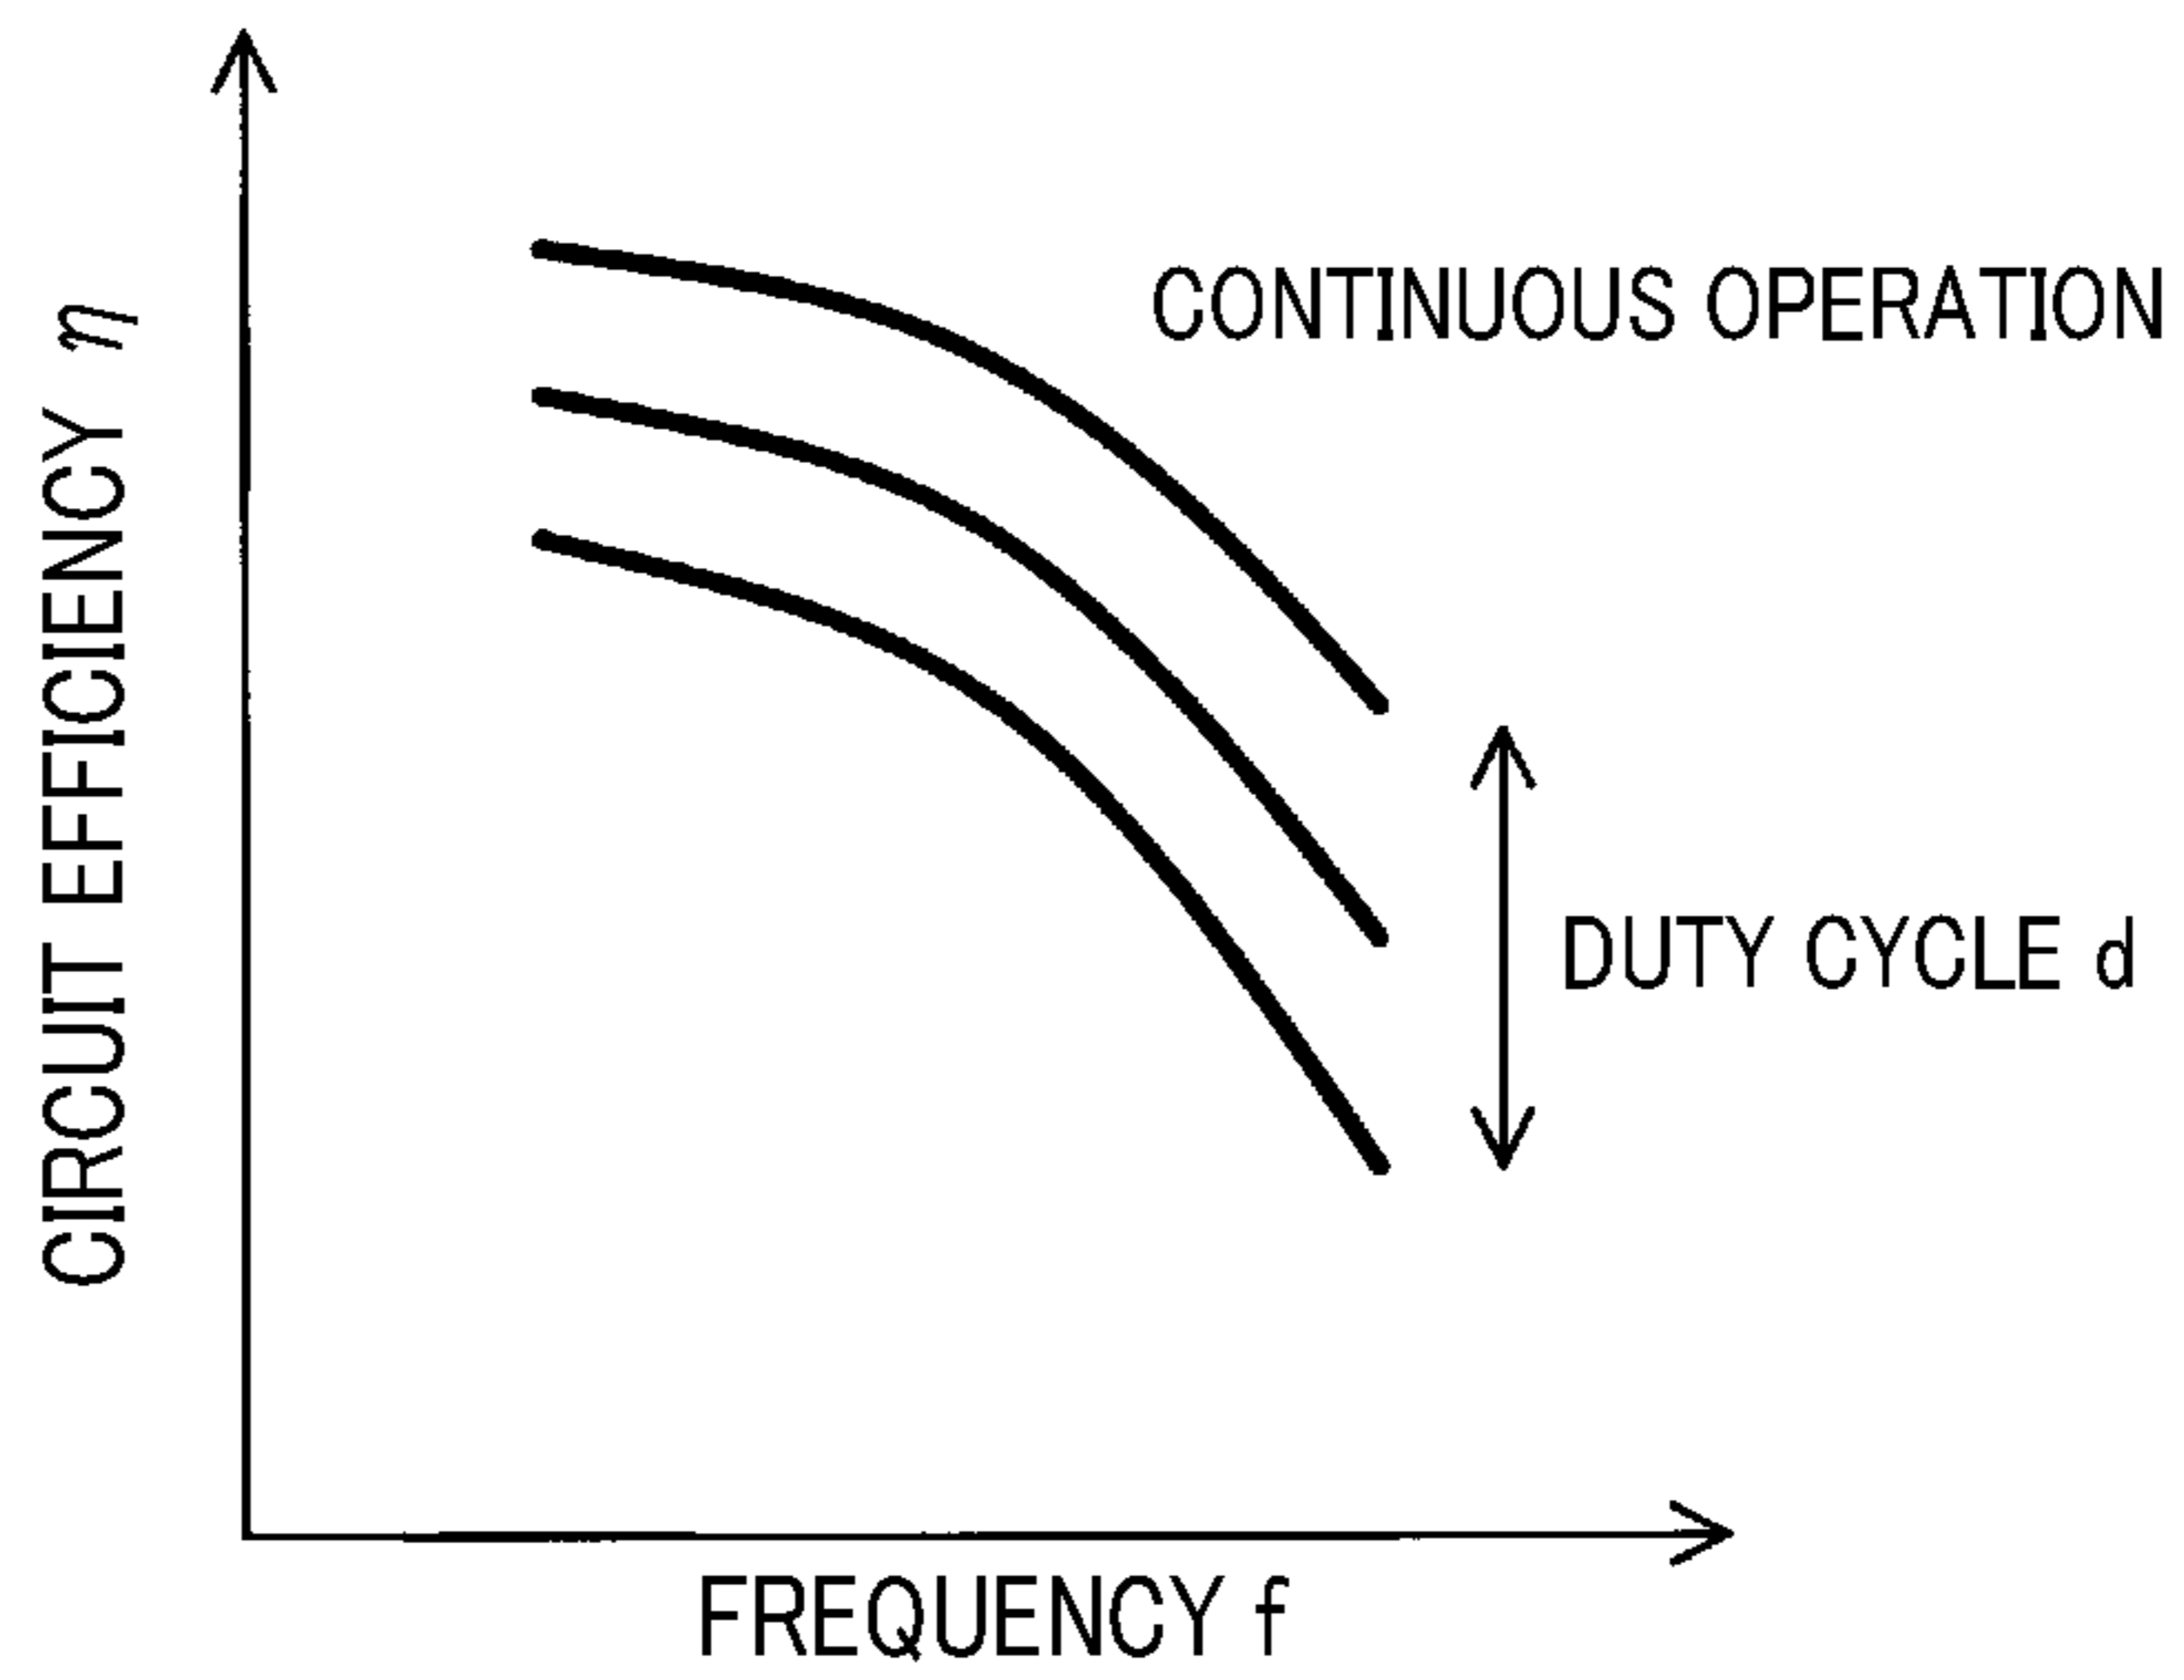 CIRCUIT EFFICIENCY η
CONTINUOUS OPERATION
DUTY CYCLE d
FREQUENCY f